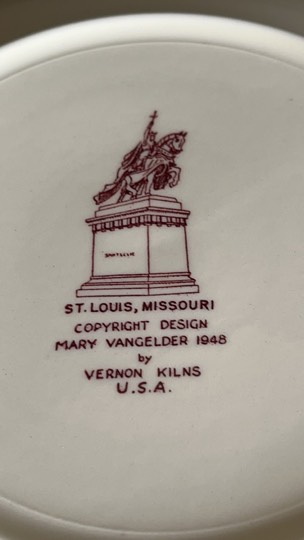 ST. LOUIS, MISSOURI
COPYRIGHT DESIGN
MARY VANGELDER 1948
by
VERNON KILNS
U.S.A.